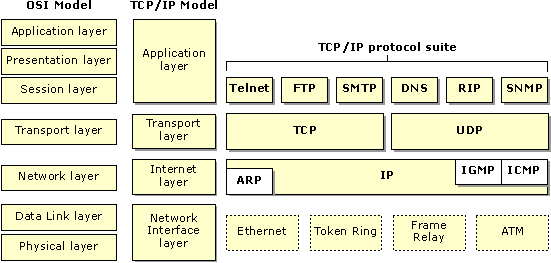 OSI Model
TCP/IP Model
Application layer
Presentation layer
Session layer
Application
layer
TCP/IP protocol suite
Telnet
FTP
SMTP
DNS
RIP
SNMP
Transport layer
Transport
layer
TCP
UDP
Network layer
Internet
layer
ARP
IP
IGMP
ICMP
Data Link layer
Physical layer
Network
Interface
layer
Ethernet
Token Ring
Frame
Relay
ATM